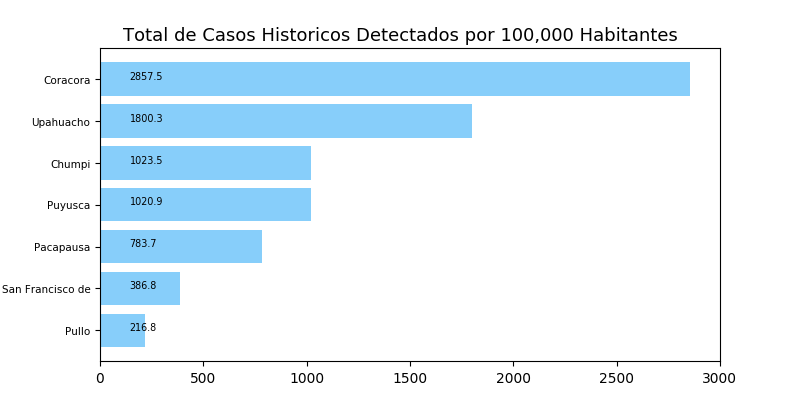 Total de Casos Historicos Detectados por 100,000 Habitantes
Coracora 2857.5
Upahuacho 1800.3
Chumpi 1023.5
Puyusca 1020.9
Pacapausa 783.7
San Francisco de 386.8
Pullo 216.8
0 500 1000 1500 2000 2500 3000